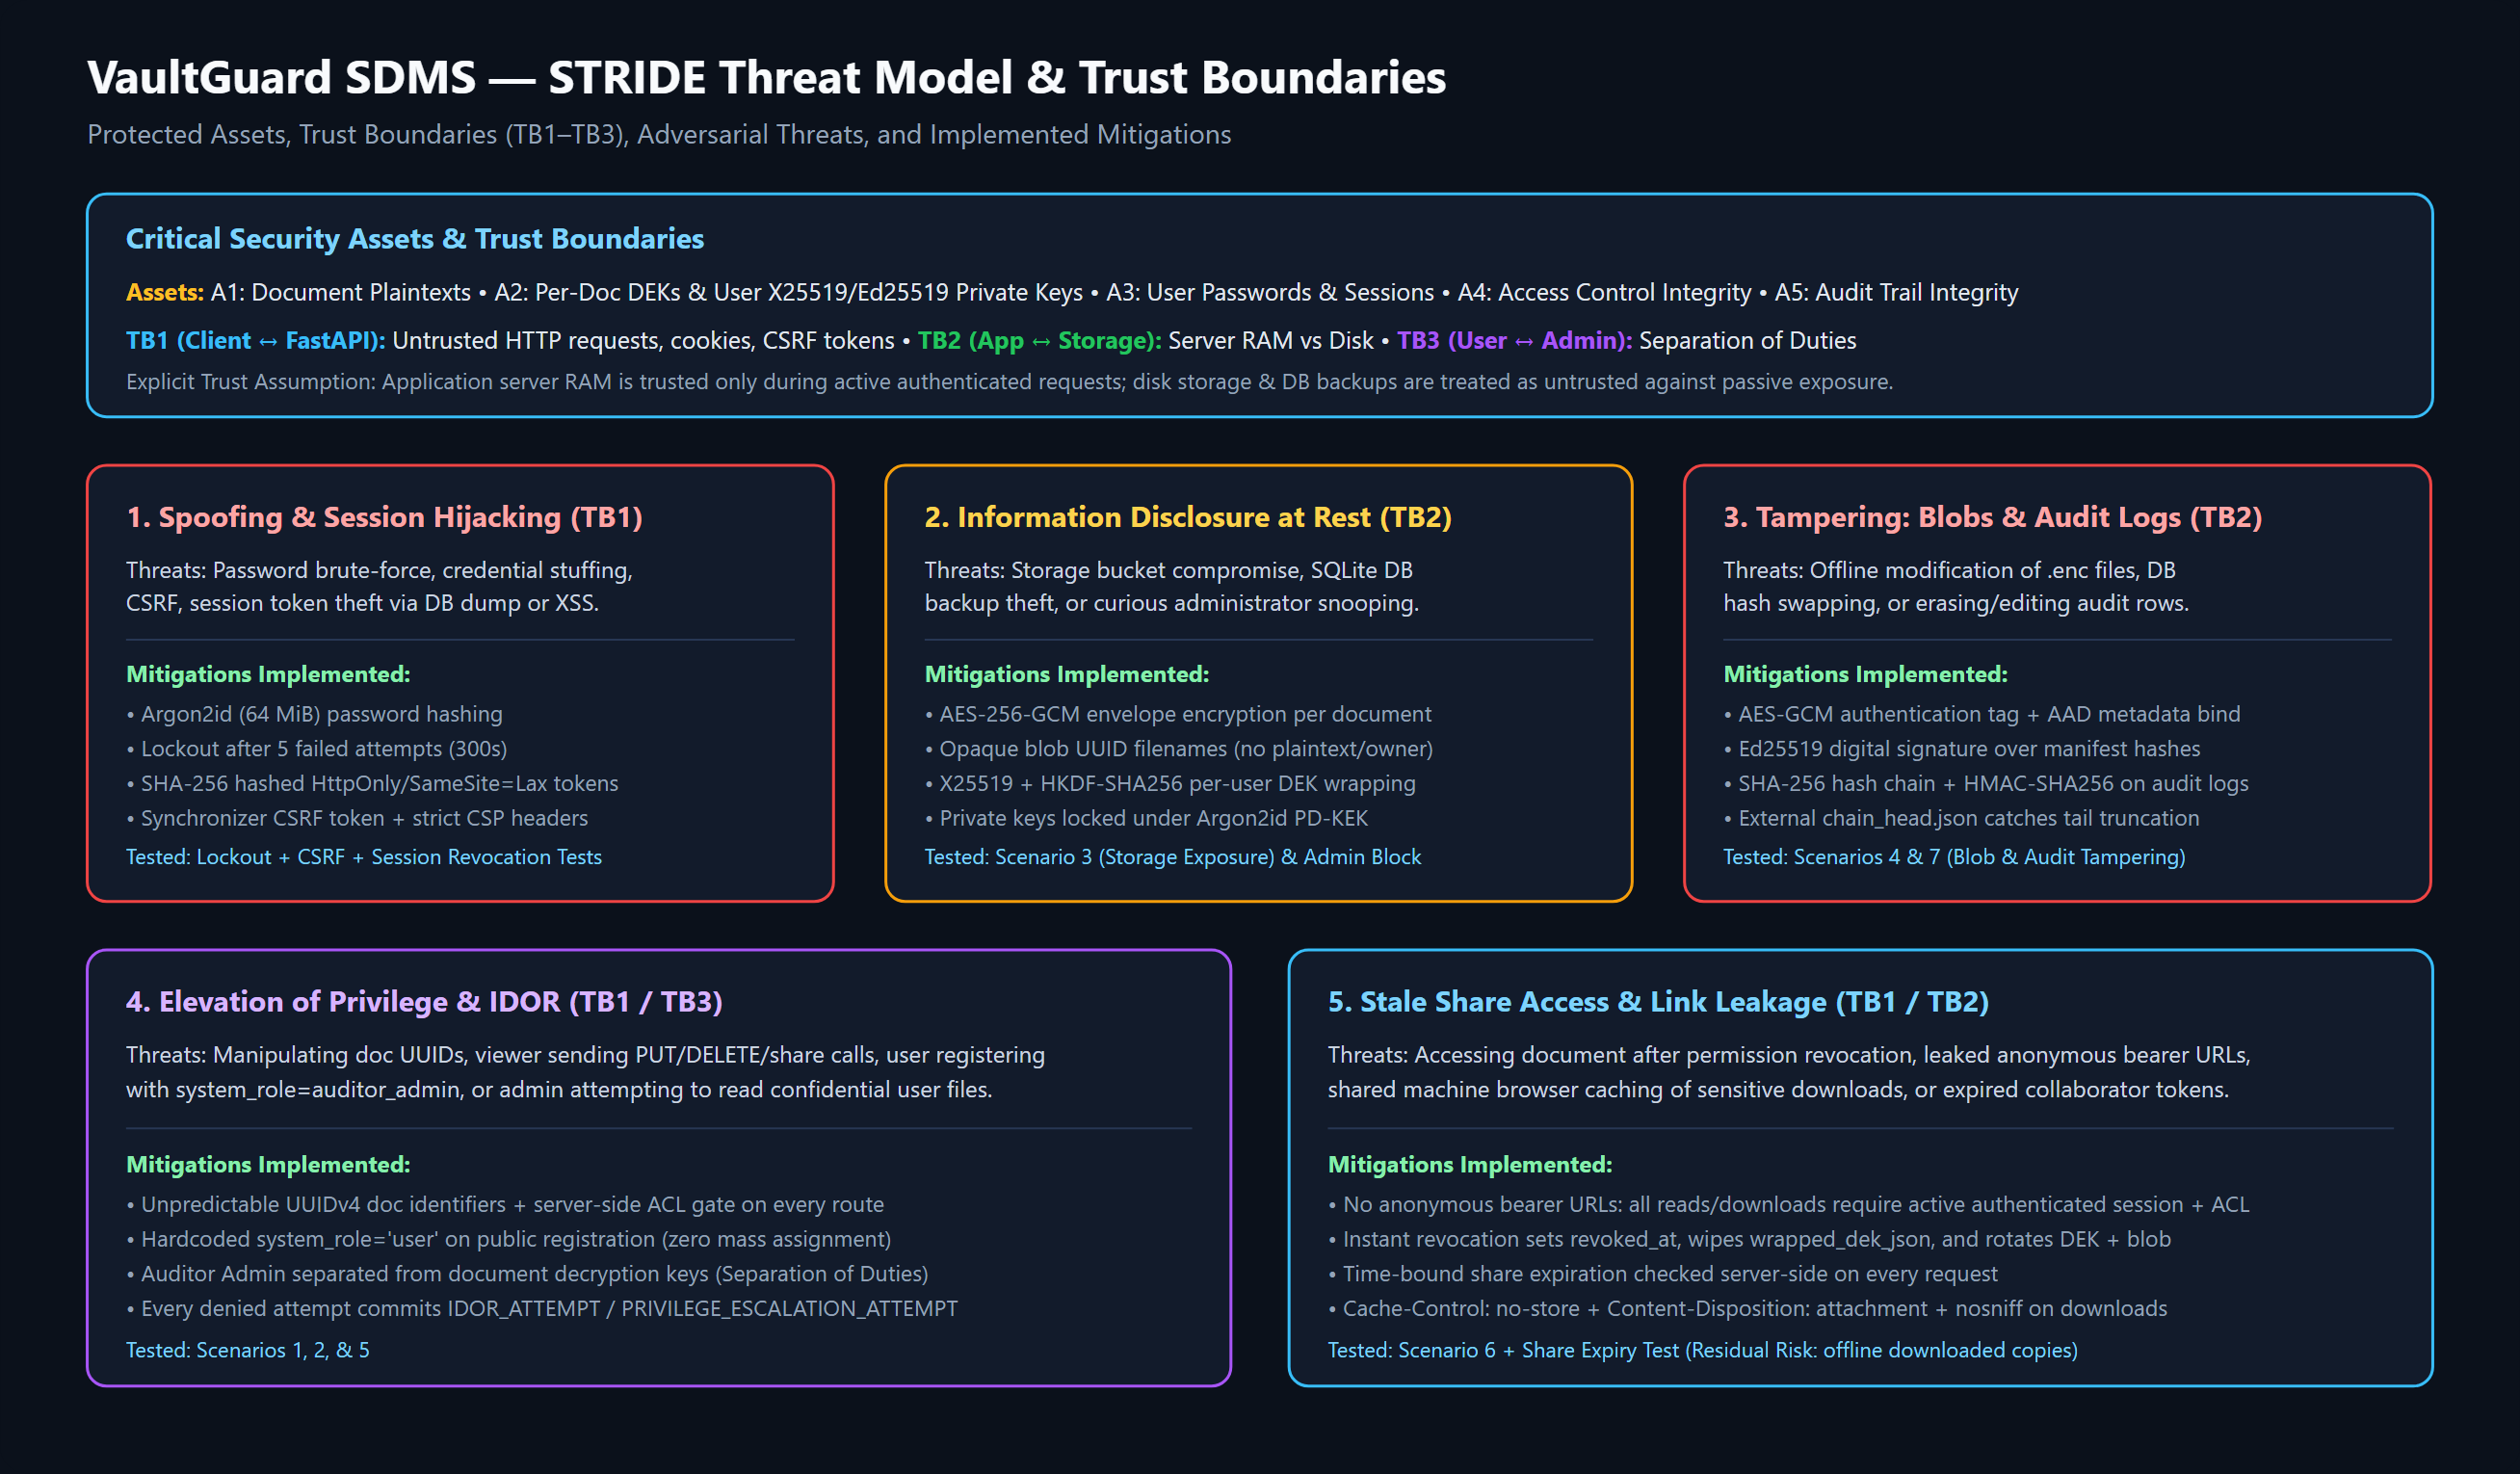 VaultGuard SDMS — STRIDE Threat Model & Trust Boundaries
Protected Assets, Trust Boundaries (TB1–TB3), Adversarial Threats, and Implemented Mitigations
Critical Security Assets & Trust Boundaries
Assets: A1: Document Plaintexts • A2: Per-Doc DEKs & User X25519/Ed25519 Private Keys • A3: User Passwords & Sessions • A4: Access Control Integrity • A5: Audit Trail Integrity
TB1 (Client ↔ FastAPI): Untrusted HTTP requests, cookies, CSRF tokens • TB2 (App ↔ Storage): Server RAM vs Disk • TB3 (User ↔ Admin): Separation of Duties
Explicit Trust Assumption: Application server RAM is trusted only during active authenticated requests; disk storage & DB backups are treated as untrusted against passive exposure.
1. Spoofing & Session Hijacking (TB1)
Threats: Password brute-force, credential stuffing,
CSRF, session token theft via DB dump or XSS.
Mitigations Implemented:
• Argon2id (64 MiB) password hashing
• Lockout after 5 failed attempts (300s)
• SHA-256 hashed HttpOnly/SameSite=Lax tokens
• Synchronizer CSRF token + strict CSP headers
Tested: Lockout + CSRF + Session Revocation Tests
2. Information Disclosure at Rest (TB2)
Threats: Storage bucket compromise, SQLite DB
backup theft, or curious administrator snooping.
Mitigations Implemented:
• AES-256-GCM envelope encryption per document
• Opaque blob UUID filenames (no plaintext/owner)
• X25519 + HKDF-SHA256 per-user DEK wrapping
• Private keys locked under Argon2id PD-KEK
Tested: Scenario 3 (Storage Exposure) & Admin Block
3. Tampering: Blobs & Audit Logs (TB2)
Threats: Offline modification of .enc files, DB
hash swapping, or erasing/editing audit rows.
Mitigations Implemented:
• AES-GCM authentication tag + AAD metadata bind
• Ed25519 digital signature over manifest hashes
• SHA-256 hash chain + HMAC-SHA256 on audit logs
• External chain_head.json catches tail truncation
Tested: Scenarios 4 & 7 (Blob & Audit Tampering)
4. Elevation of Privilege & IDOR (TB1 / TB3)
Threats: Manipulating doc UUIDs, viewer sending PUT/DELETE/share calls, user registering
with system_role=auditor_admin, or admin attempting to read confidential user files.
Mitigations Implemented:
• Unpredictable UUIDv4 doc identifiers + server-side ACL gate on every route
• Hardcoded system_role='user' on public registration (zero mass assignment)
• Auditor Admin separated from document decryption keys (Separation of Duties)
• Every denied attempt commits IDOR_ATTEMPT / PRIVILEGE_ESCALATION_ATTEMPT
Tested: Scenarios 1, 2, & 5
5. Stale Share Access & Link Leakage (TB1 / TB2)
Threats: Accessing document after permission revocation, leaked anonymous bearer URLs,
shared machine browser caching of sensitive downloads, or expired collaborator tokens.
Mitigations Implemented:
• No anonymous bearer URLs: all reads/downloads require active authenticated session + ACL
• Instant revocation sets revoked_at, wipes wrapped_dek_json, and rotates DEK + blob
• Time-bound share expiration checked server-side on every request
• Cache-Control: no-store + Content-Disposition: attachment + nosniff on downloads
Tested: Scenario 6 + Share Expiry Test (Residual Risk: offline downloaded copies)